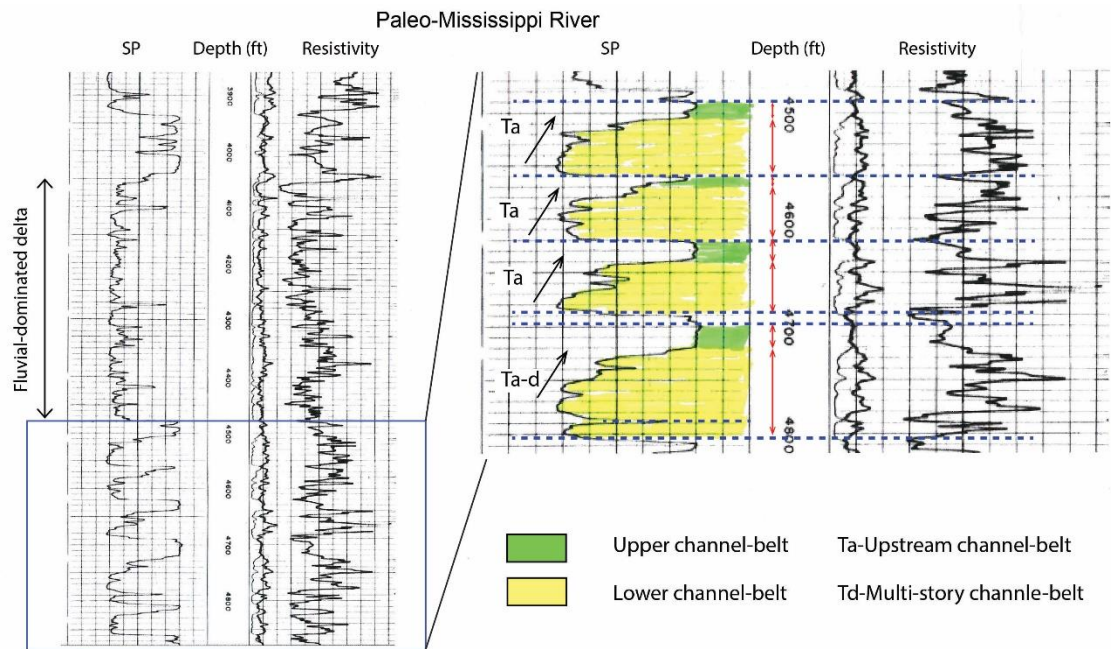 Paleo-Mississippi River
SP Depth (ft) Resistivity
3900
4000
4100
4200
4300
4400
4500
4600
4700
4800
Fluvial-dominated delta
SP Depth (ft) Resistivity
Ta
Ta
Ta
Ta-d
4500
4600
4700
4800
Upper channel-belt Ta-Upstream channel-belt
Lower channel-belt Td-Multi-story channle-belt